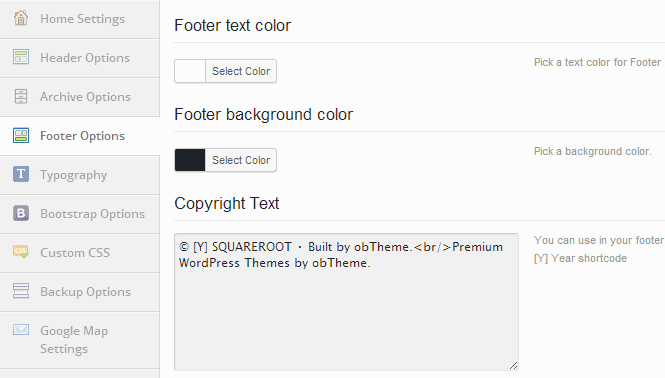 Home Settings
Header Options
Archive Options
Footer Options
Typography
Bootstrap Options
Custom CSS
Backup Options
Google Map
Settings
Footer text color
Select Color
Pick a text color for Footer
Footer background color
Select Color
Pick a background color.
Copyright Text
© [Y] SQUAREROOT · Built by obTheme.<br/>Premium
WordPress Themes by obTheme.
You can use in your footer
[Y] Year shortcode